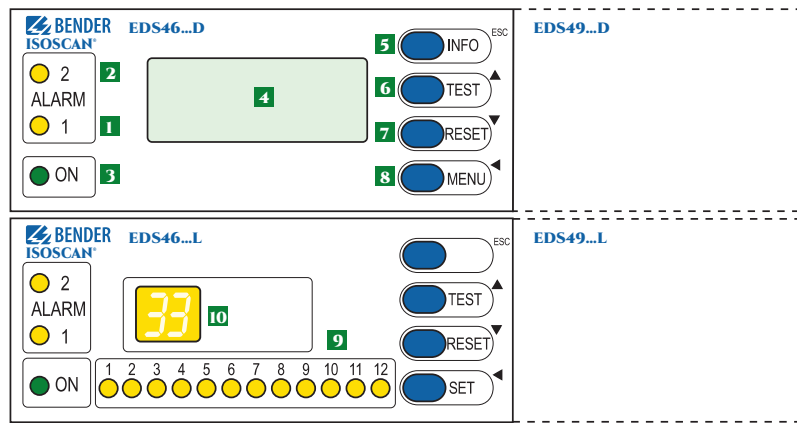 BENDER EDS46...D
ISOSCAN®
2 2
ALARM
1 1
ON 3
4
5 INFO ESC
6 TEST
7 RESET
8 MENU
EDS49...D
BENDER EDS46...L
ISOSCAN®
2
ALARM
1
ON
33 10
9
1 2 3 4 5 6 7 8 9 10 11 12
ESC
TEST
RESET
SET
EDS49...L